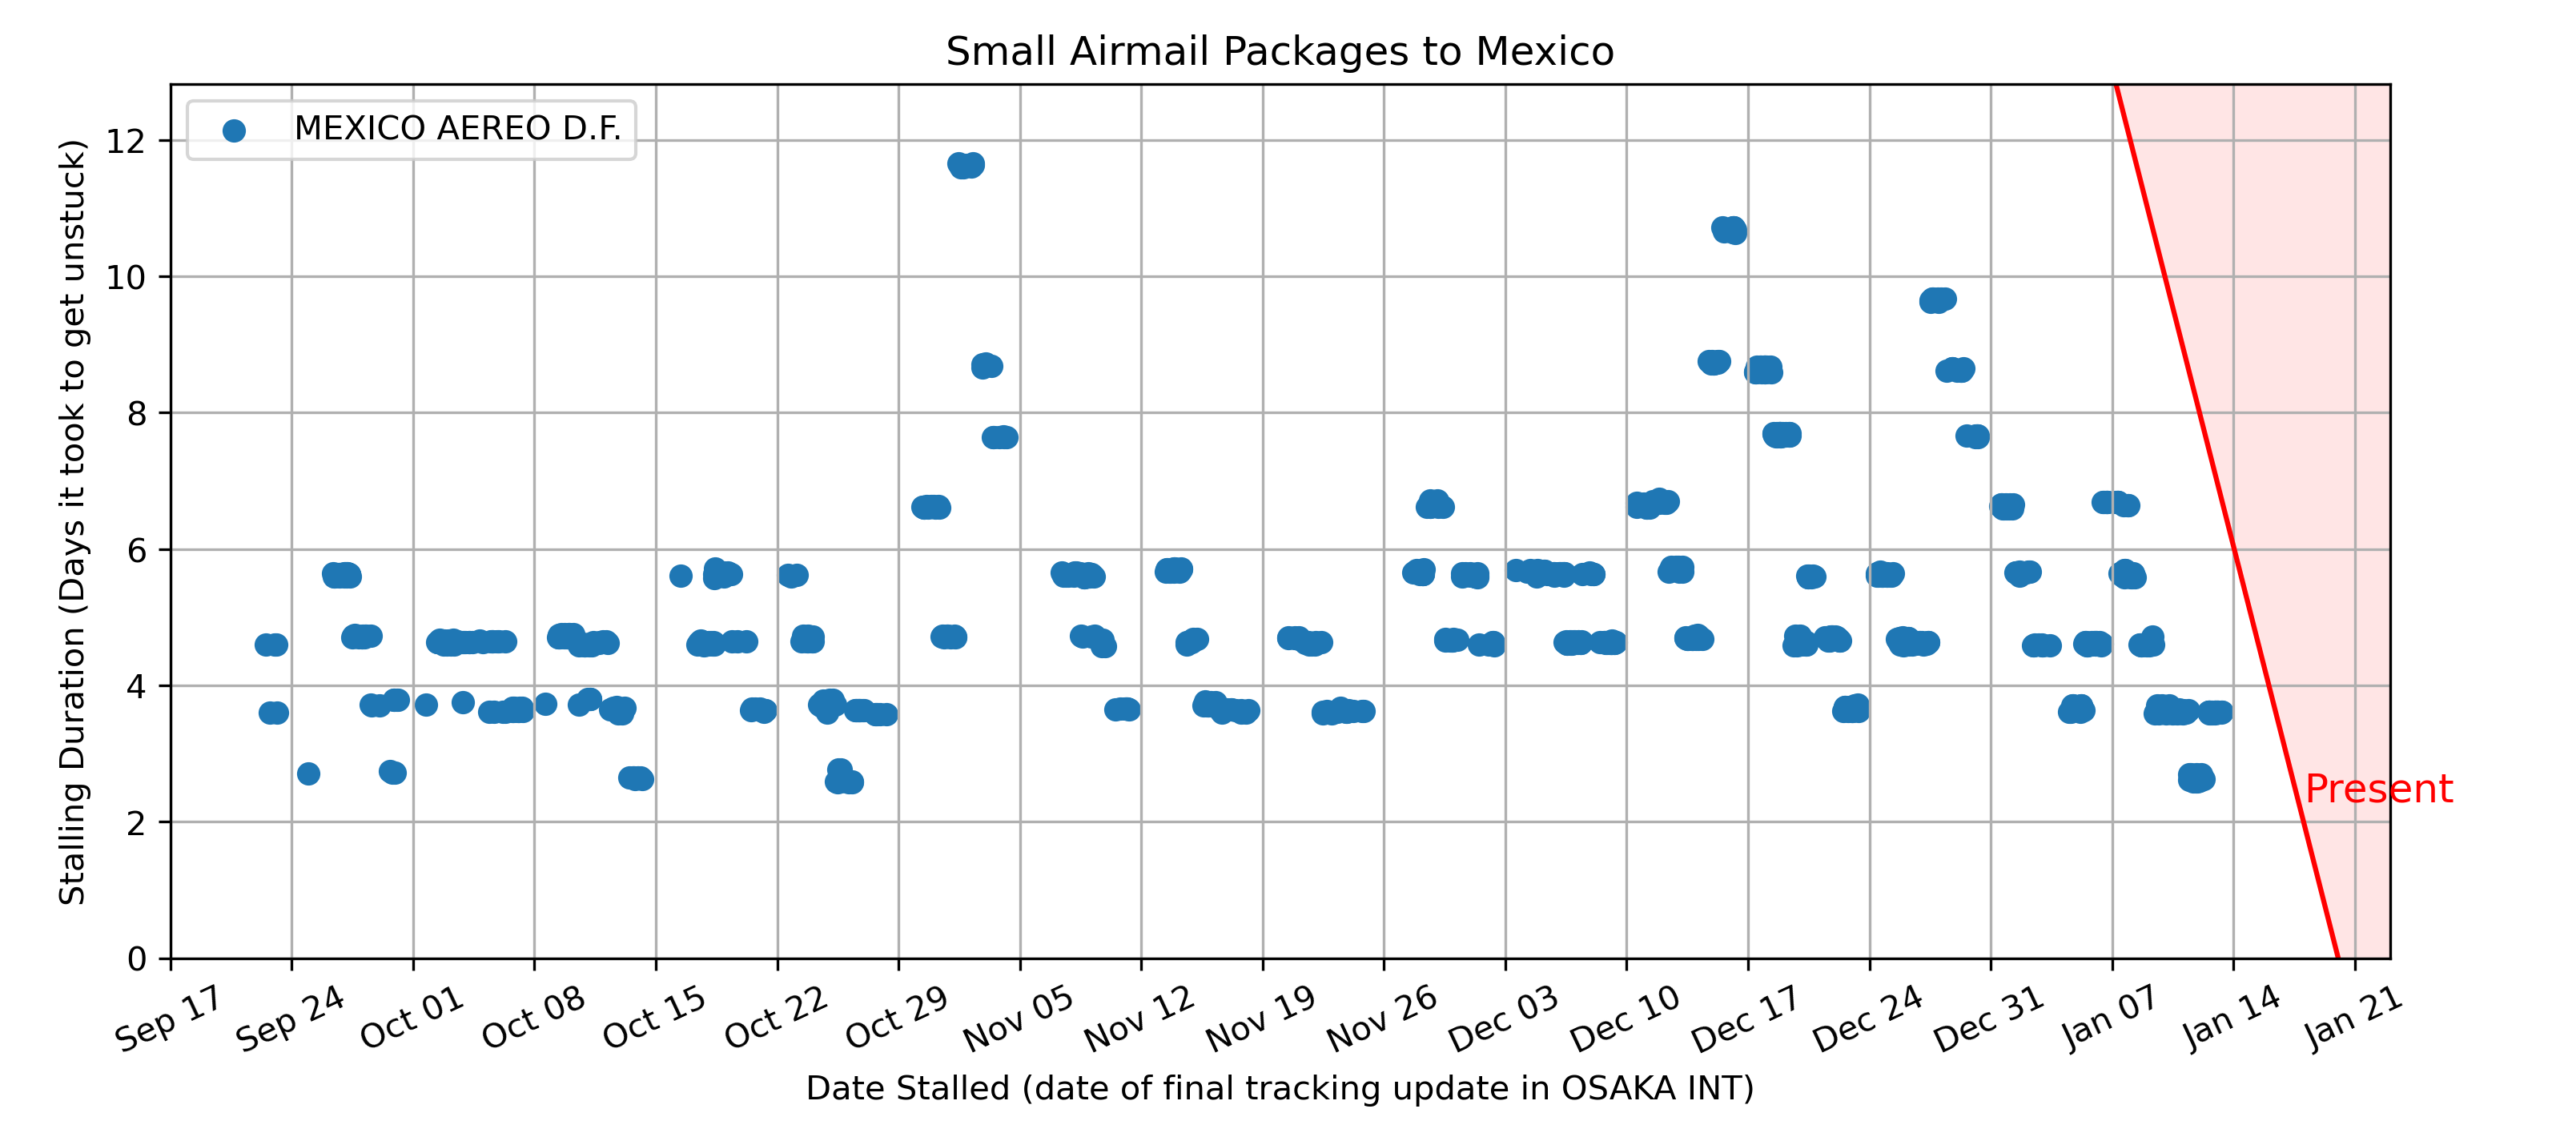 Small Airmail Packages to Mexico
MEXICO AEREO D.F.
Stalling Duration (Days it took to get unstuck)
12
10
8
6
4
2
0
Present
Sep 17 Sep 24 Oct 01 Oct 08 Oct 15 Oct 22 Oct 29 Nov 05 Nov 12 Nov 19 Nov 26 Dec 03 Dec 10 Dec 17 Dec 24 Dec 31 Jan 07 Jan 14 Jan 21
Date Stalled (date of final tracking update in OSAKA INT)